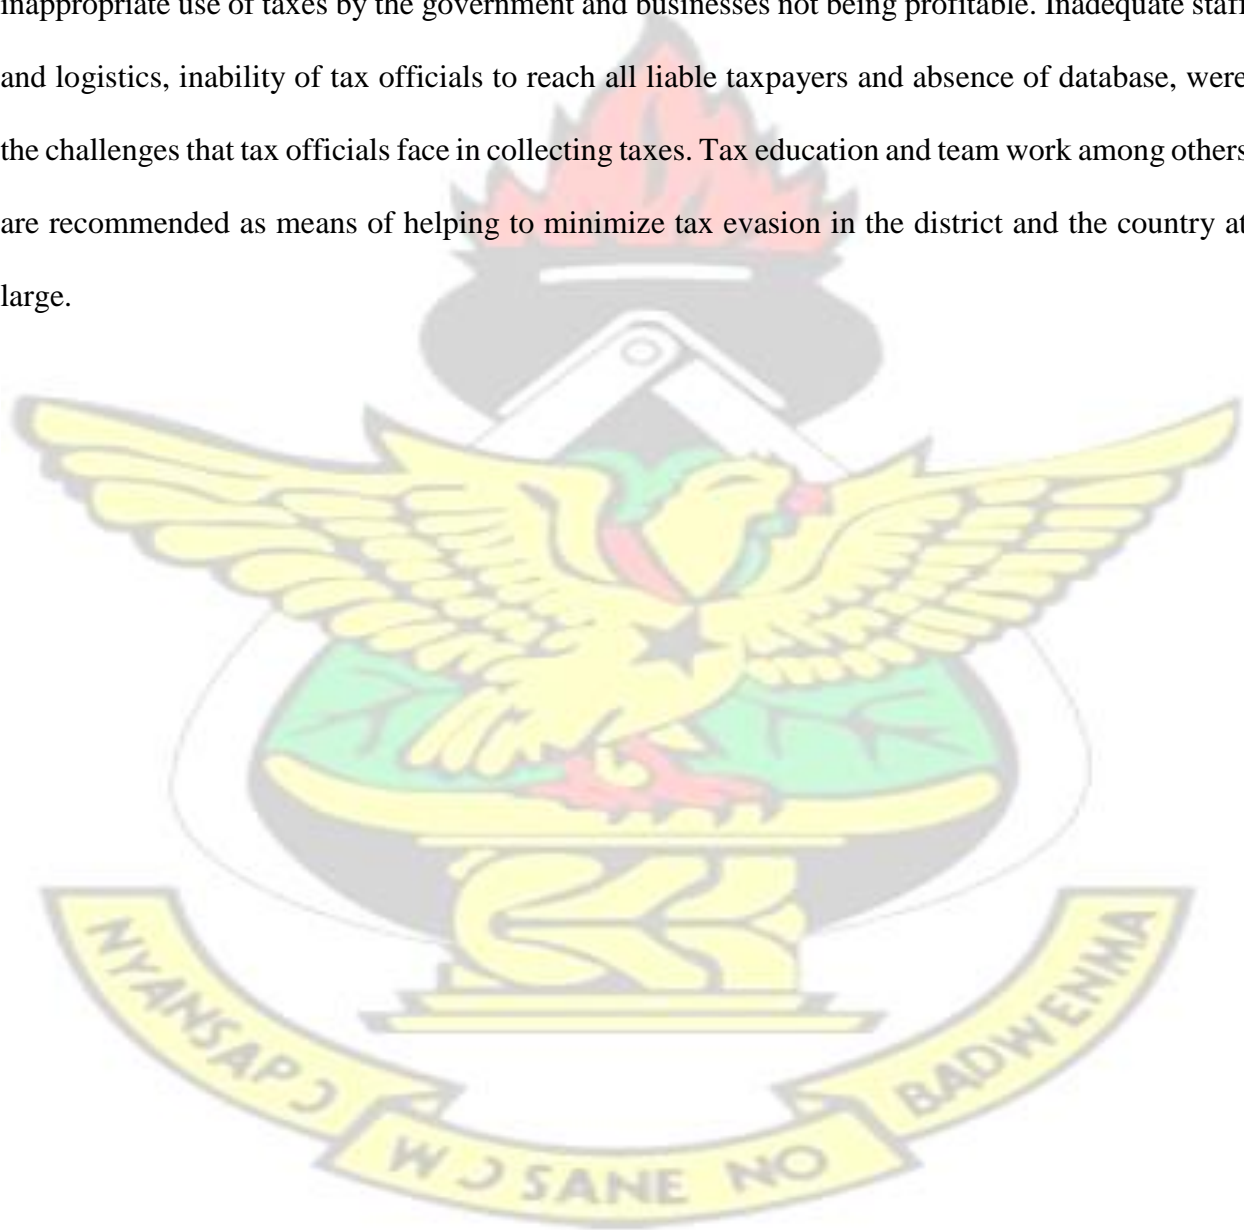 inappropriate use of taxes by the government and businesses not being profitable. Inadequate staff
and logistics, inability of tax officials to reach all liable taxpayers and absence of database, were
the challenges that tax officials face in collecting taxes. Tax education and team work among others
are recommended as means of helping to minimize tax evasion in the district and the country at
large.
NYANSAPƆ
WƆSANE NO
BADWENMA